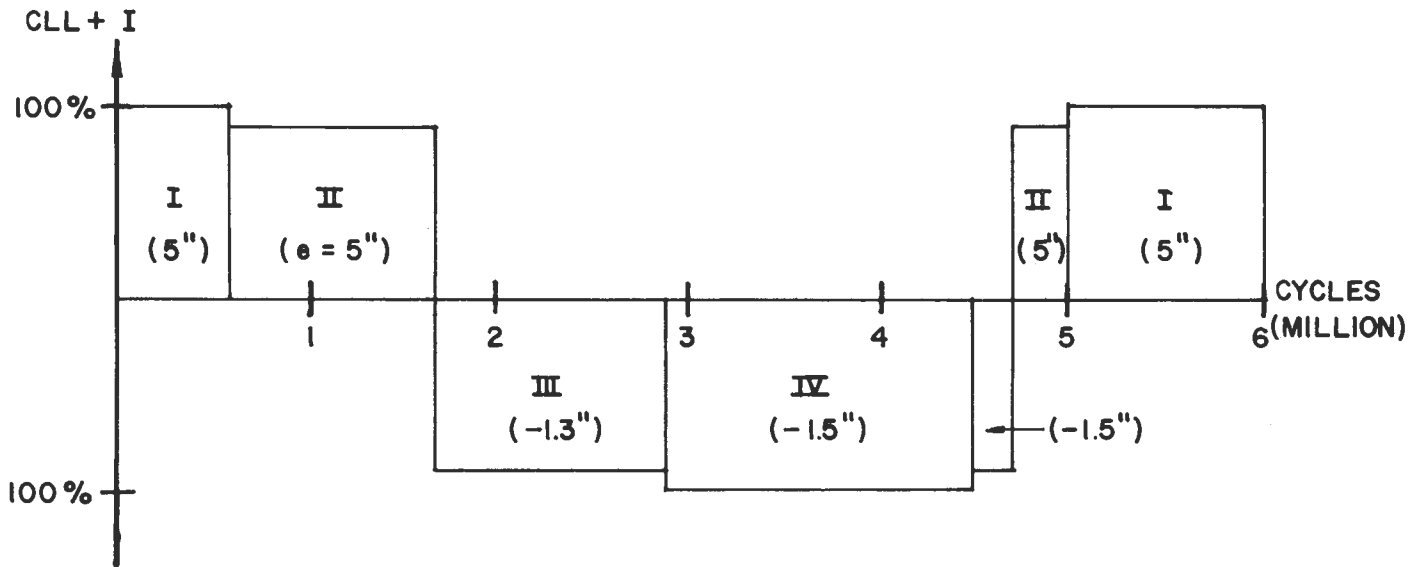 CLL + I
100%
I
II
II
I
(5")
(e = 5")
(5")
(5")
CYCLES
(MILLION)
1
2
3
4
5
6
III
IV
(-1.3")
(-1.5")
(-1.5")
100%